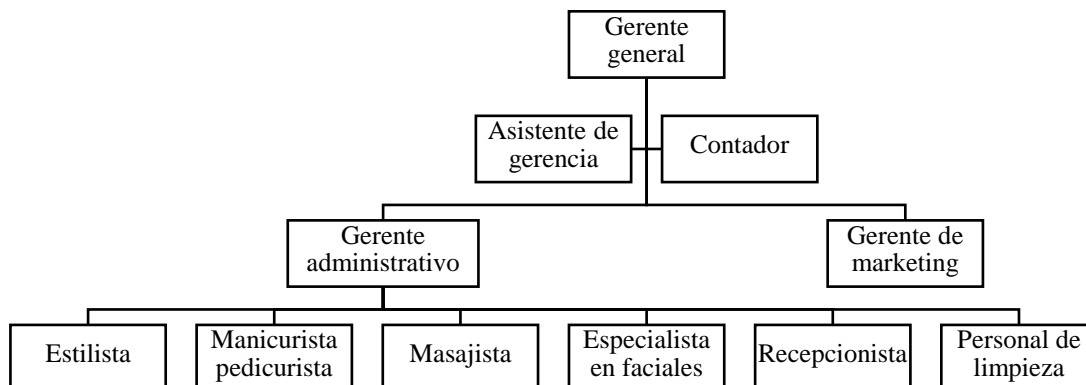 Gerente
general
Asistente de
gerencia
Contador
Gerente
administrativo
Gerente de
marketing
Estilista
Manicurista
pedicurista
Masajista
Especialista
en faciales
Recepcionista
Personal de
limpieza